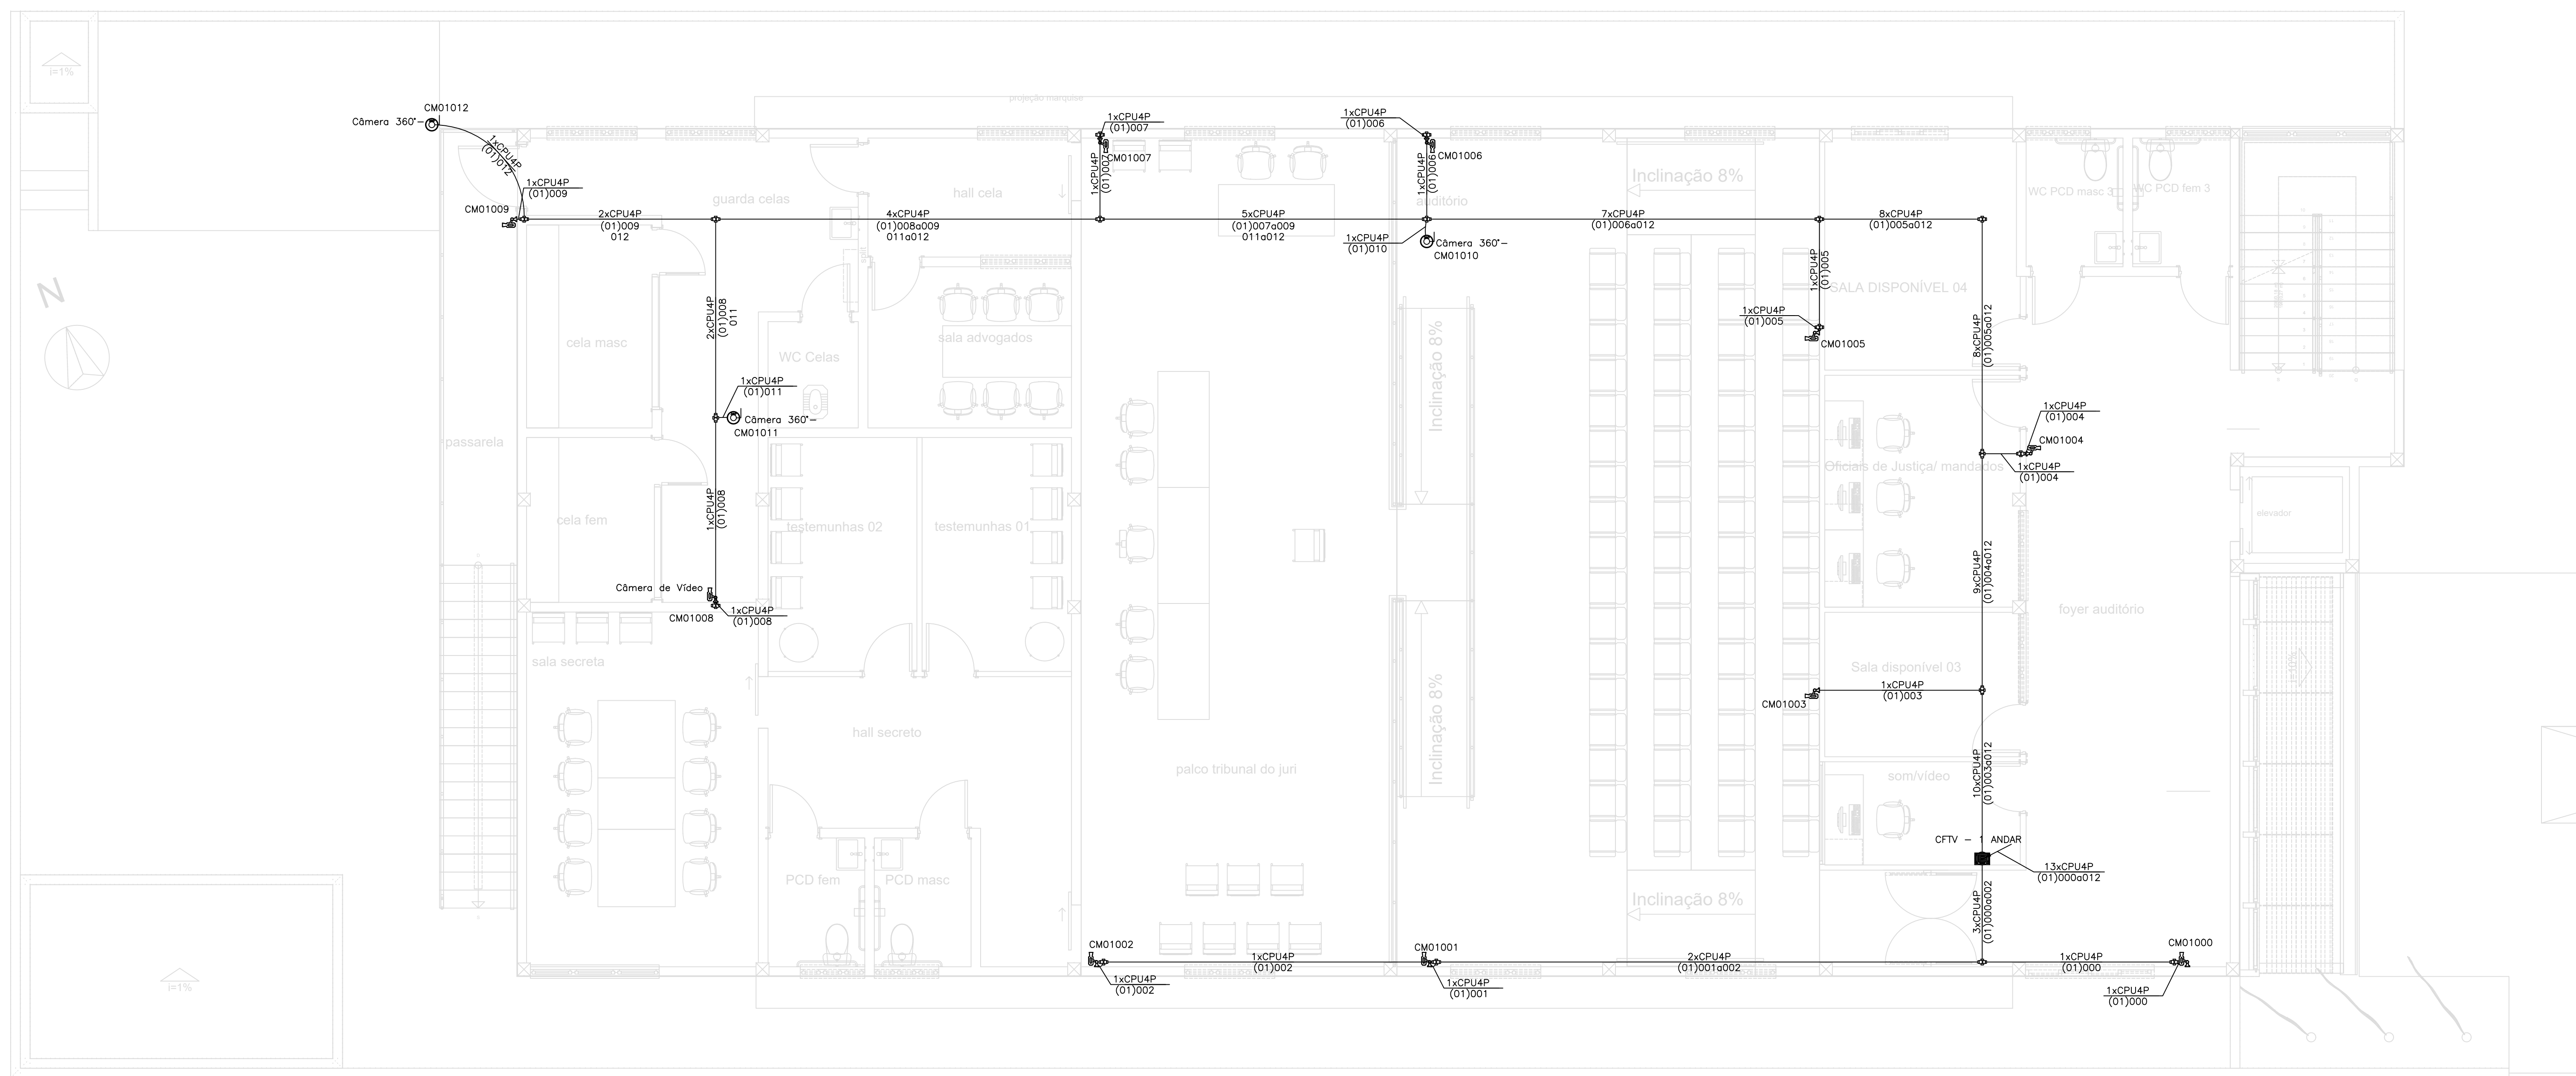 i=1%
projeção marquise
CM01012
Câmera 360°
1xCPU4P
(01)012
1xCPU4P
(01)009
CM01009
2xCPU4P
(01)009
012
guarda celas
4xCPU4P
(01)008a009
011a012
hall cela
1xCPU4P
(01)007
CM01007
1xCPU4P
(01)007
5xCPU4P
(01)007a009
011a012
1xCPU4P
(01)006
CM01006
1xCPU4P
(01)006
auditório
1xCPU4P
(01)010
Câmera 360°
CM01010
Inclinação 8%
7xCPU4P
(01)006a012
8xCPU4P
(01)005a012
WC PCD masc 3
WC PCD fem 3
1xCPU4P
(01)005
SALA DISPONÍVEL 04
1xCPU4P
(01)005
CM01005
8xCPU4P
(01)005a012
N
cela masc
2xCPU4P
(01)008
011
WC Celas
sala advogados
Inclinação 8%
1xCPU4P
(01)011
Câmera 360°
CM01011
1xCPU4P
(01)004
CM01004
1xCPU4P
(01)004
passarela
Oficiais de Justiça/ mandados
cela fem
1xCPU4P
(01)008
testemunhas 02
testemunhas 01
elevador
9xCPU4P
(01)004a012
Câmera de Vídeo
CM01008
1xCPU4P
(01)008
foyer auditório
sala secreta
Sala disponível 03
i=10%
1xCPU4P
(01)003
CM01003
hall secreto
Inclinação 8%
palco tribunal do juri
som/vídeo
10xCPU4P
(01)003a012
CFTV - 1 ANDAR
13xCPU4P
(01)000a012
PCD fem
PCD masc
Inclinação 8%
3xCPU4P
(01)000a002
CM01002
1xCPU4P
(01)002
1xCPU4P
(01)002
CM01001
1xCPU4P
(01)001
2xCPU4P
(01)001a002
1xCPU4P
(01)000
CM01000
1xCPU4P
(01)000
i=1%